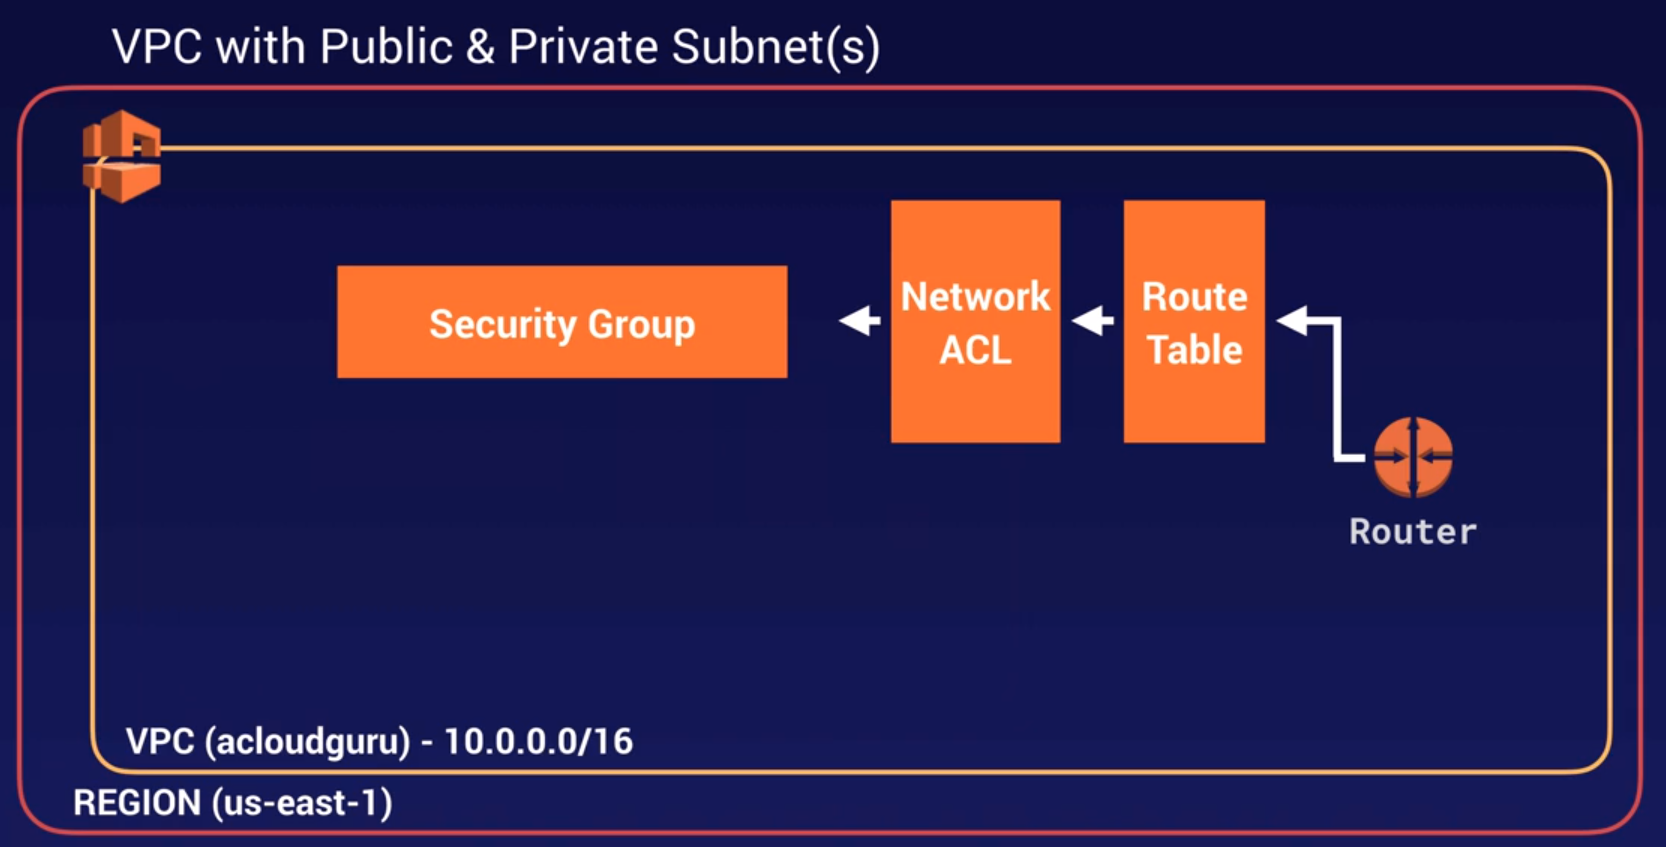 VPC with Public & Private Subnet(s)
Security Group
Network
ACL
Route
Table
Router
VPC (acloudguru) - 10.0.0.0/16
REGION (us-east-1)